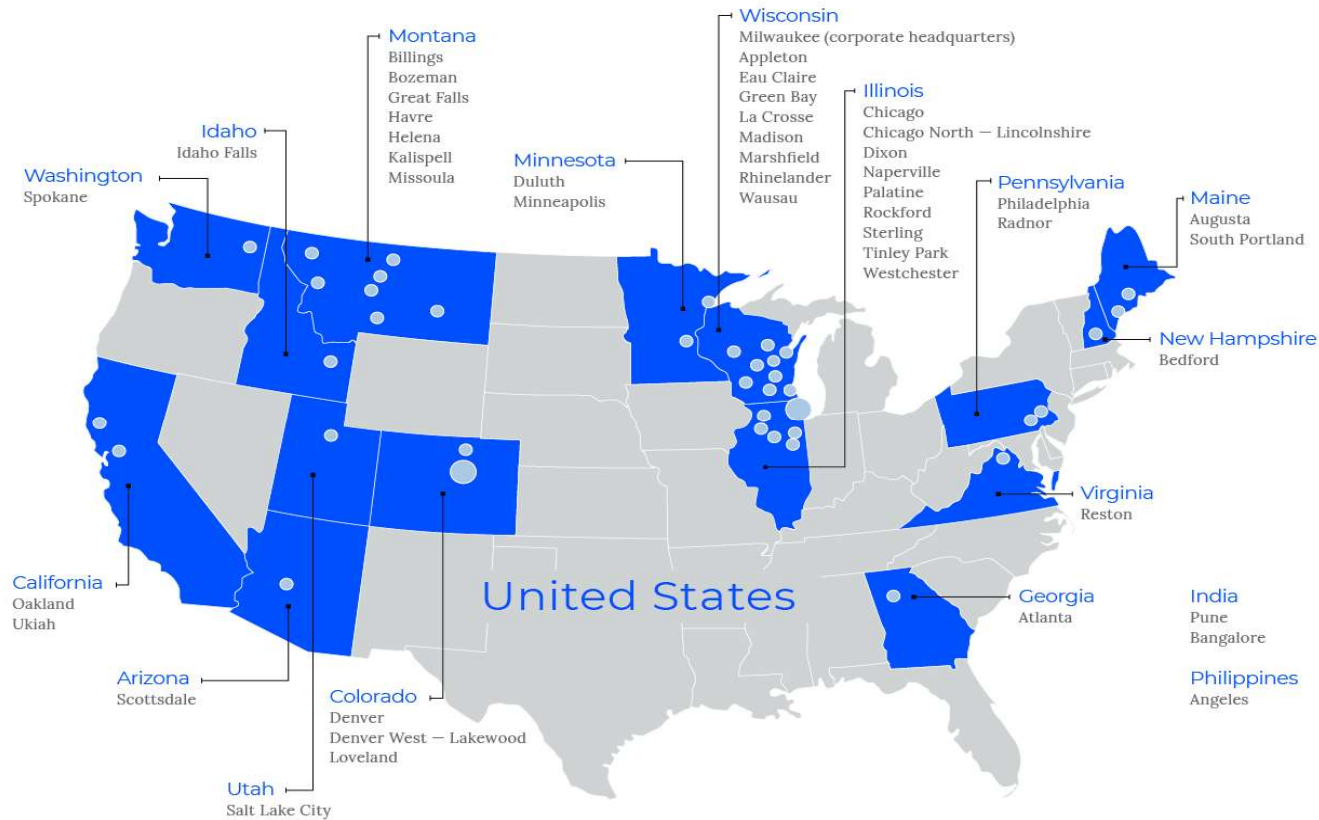 Wisconsin
Milwaukee (corporate headquarters)
Appleton
Eau Claire
Green Bay
La Crosse
Madison
Marshfield
Rhinelander
Wausau
Montana
Billings
Bozeman
Great Falls
Havre
Helena
Kalispell
Missoula
Illinois
Chicago
Chicago North — Lincolnshire
Dixon
Naperville
Palatine
Rockford
Sterling
Tinley Park
Westchester
Idaho
Idaho Falls
Minnesota
Duluth
Minneapolis
Washington
Spokane
Pennsylvania
Philadelphia
Radnor
Maine
Augusta
South Portland
New Hampshire
Bedford
Virginia
Reston
California
Oakland
Ukiah
United States
Georgia
Atlanta
India
Pune
Bangalore
Arizona
Scottsdale
Colorado
Denver
Denver West — Lakewood
Loveland
Philippines
Angeles
Utah
Salt Lake City